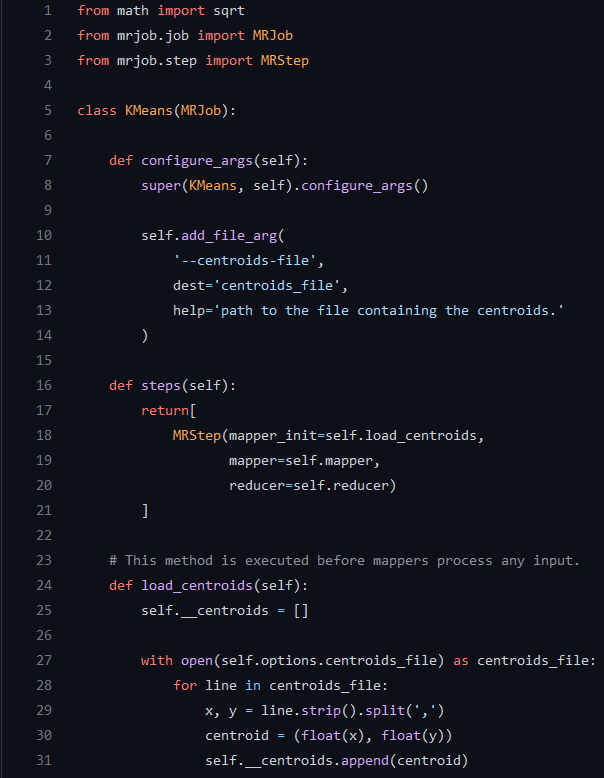 1 from math import sqrt
2 from mrjob.job import MRJob
3 from mrjob.step import MRStep
4
5 class KMeans(MRJob):
6
7     def configure_args(self):
8         super(KMeans, self).configure_args()
9
10         self.add_file_arg(
11             '--centroids-file',
12             dest='centroids_file',
13             help='path to the file containing the centroids.'
14         )
15
16     def steps(self):
17         return[
18             MRStep(mapper_init=self.load_centroids,
19                    mapper=self.mapper,
20                    reducer=self.reducer)
21         ]
22
23     # This method is executed before mappers process any input.
24     def load_centroids(self):
25         self.__centroids = []
26
27         with open(self.options.centroids_file) as centroids_file:
28             for line in centroids_file:
29                 x, y = line.strip().split(',')
30                 centroid = (float(x), float(y))
31                 self.__centroids.append(centroid)